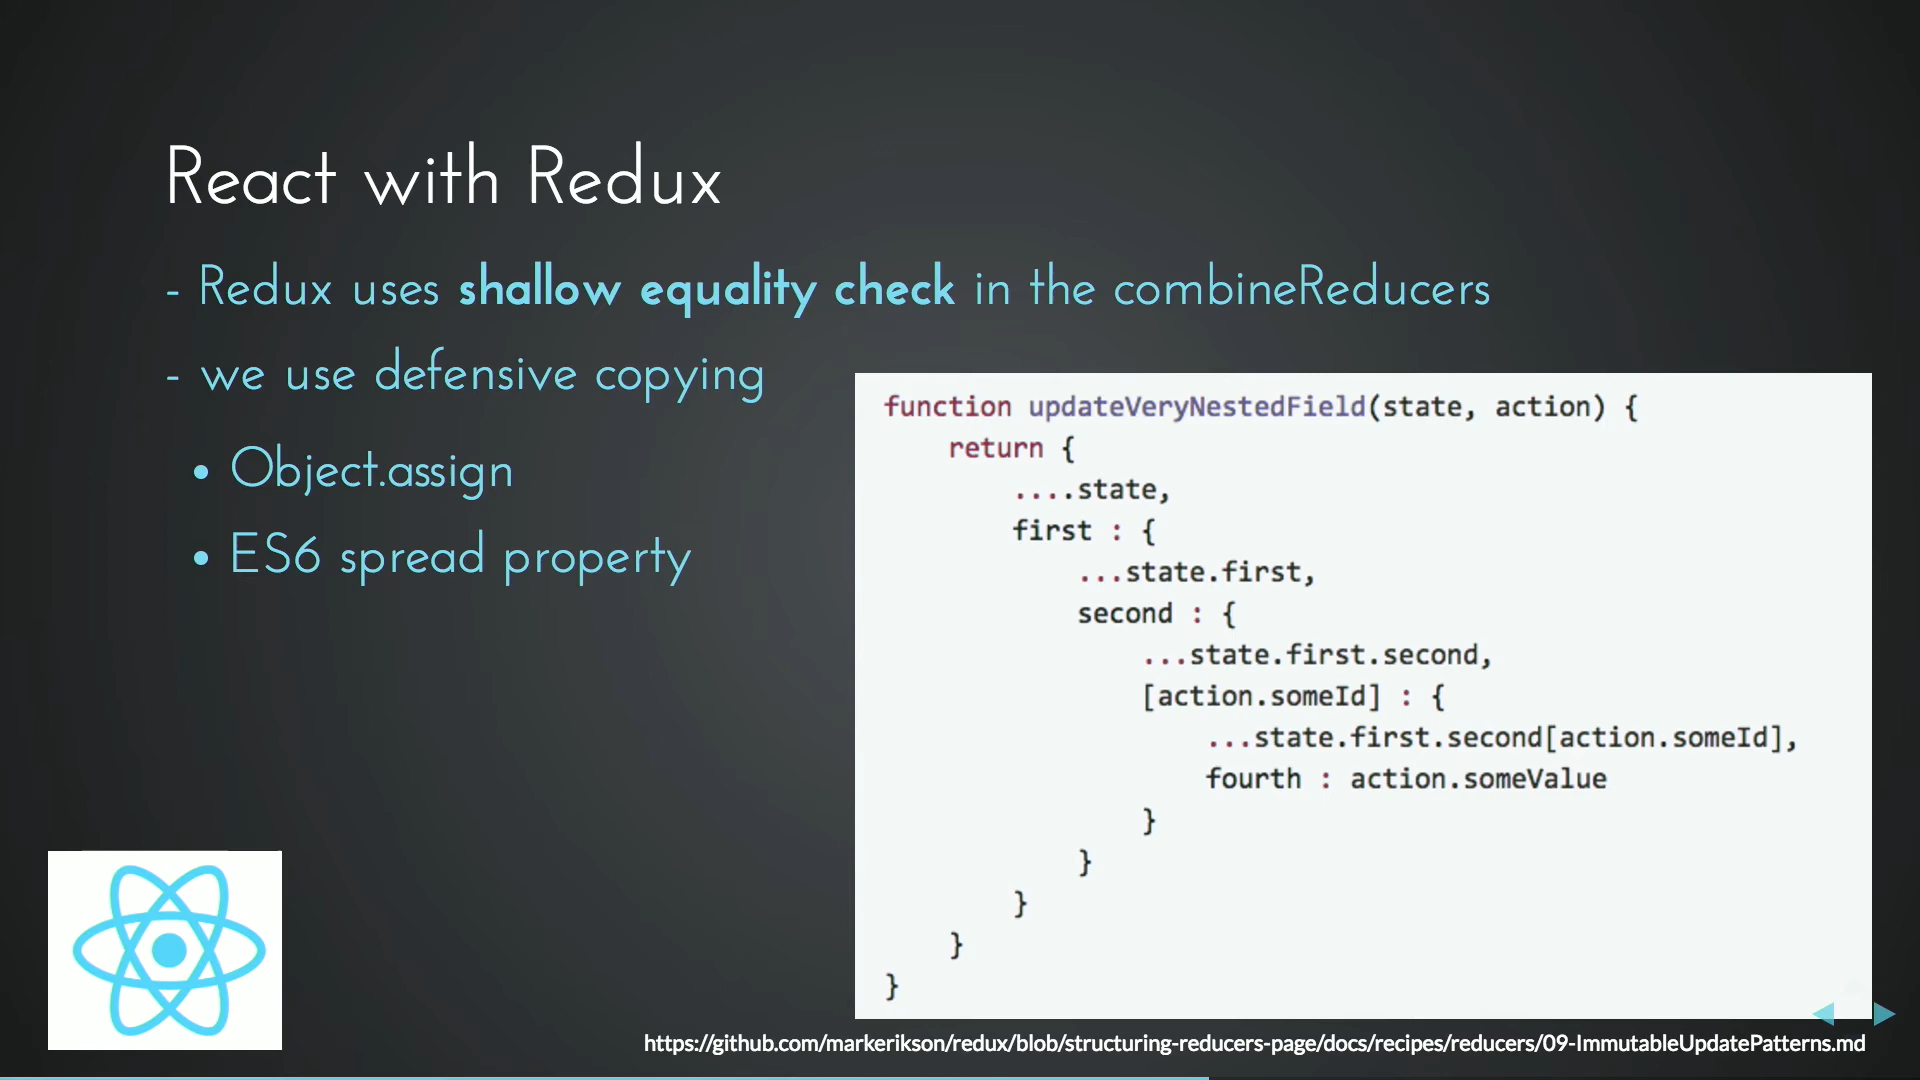 React with Redux
- Redux uses shallow equality check in the combineReducers
- we use defensive copying
• Object.assign
• ES6 spread property
function updateVeryNestedField(state, action) {
    return {
        ....state,
        first : {
            ...state.first,
            second : {
                ...state.first.second,
                [action.someId] : {
                    ...state.first.second[action.someId],
                    fourth : action.someValue
                }
            }
        }
    }
}
https://github.com/markerikson/redux/blob/structuring-reducers-page/docs/recipes/reducers/09-ImmutableUpdatePatterns.md